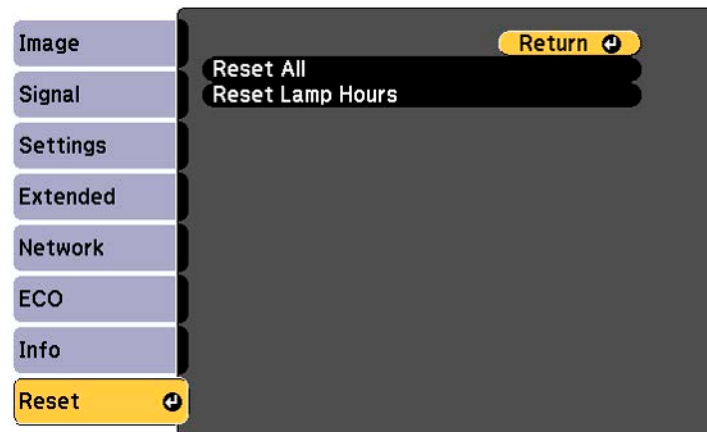 Image
Signal
Settings
Extended
Network
ECO
Info
Reset
Return
Reset All
Reset Lamp Hours